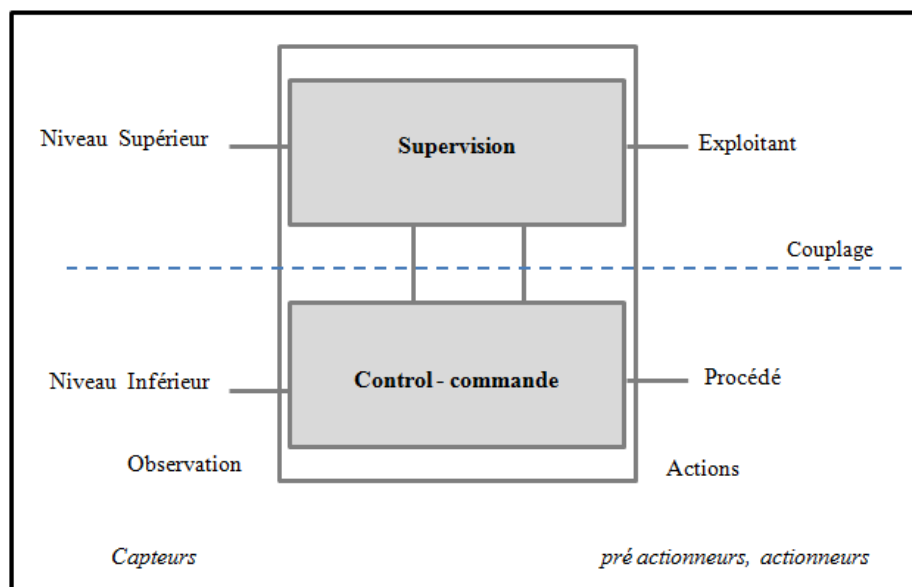 Niveau Supérieur
Supervision
Exploitant
Couplage
Niveau Inférieur
Control - commande
Procédé
Observation
Actions
Capteurs
pré actionneurs, actionneurs